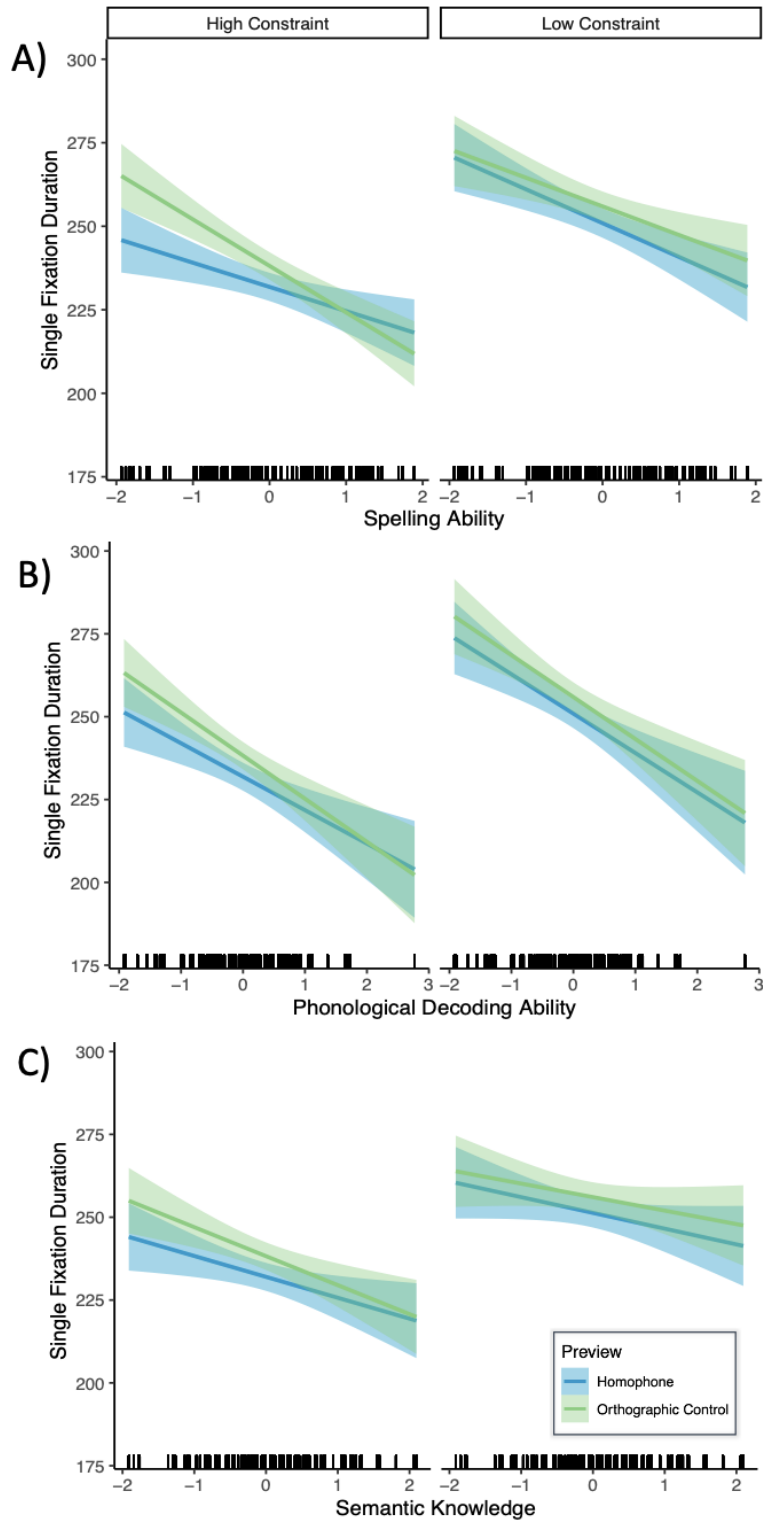 High Constraint Low Constraint
A)
300
275
250
225
200
175
Single Fixation Duration
−2 −1 0 1 2 −2 −1 0 1 2
Spelling Ability
B)
300
275
250
225
200
175
Single Fixation Duration
−2 −1 0 1 2 3 −2 −1 0 1 2 3
Phonological Decoding Ability
C)
300
275
250
225
200
175
Single Fixation Duration
Preview
Homophone
Orthographic Control
−2 −1 0 1 2 −2 −1 0 1 2
Semantic Knowledge